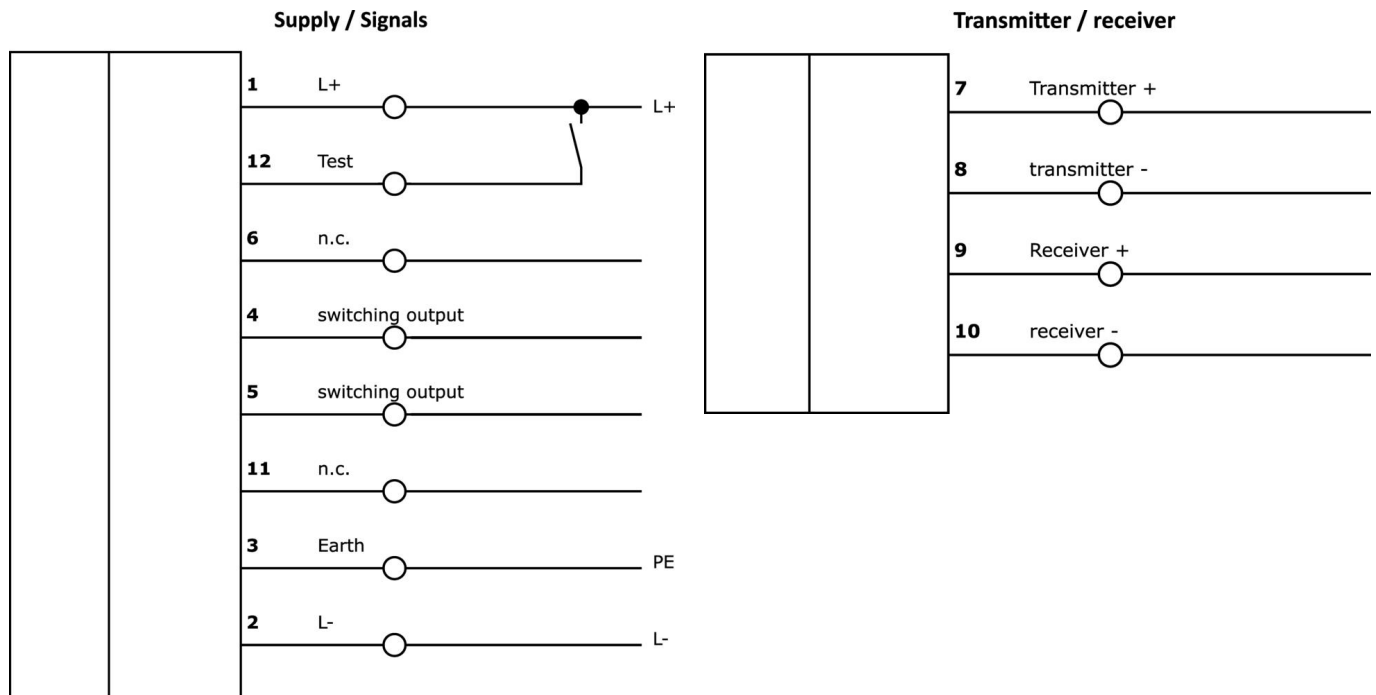 Supply / Signals
1 L+
L+
12 Test
6 n.c.
4 switching output
5 switching output
11 n.c.
3 Earth
PE
2 L-
L-
Transmitter / receiver
7 Transmitter +
8 transmitter -
9 Receiver +
10 receiver -